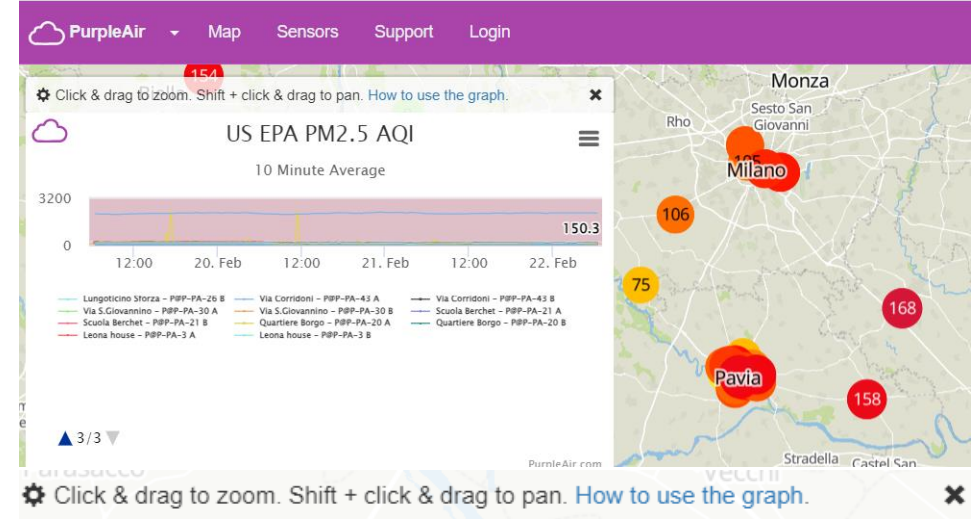 PurpleAir Map Sensors Support Login
154
Click & drag to zoom. Shift + click & drag to pan. How to use the graph.
US EPA PM2.5 AQI
10 Minute Average
3200
0
150.3
12:00 20. Feb 12:00 21. Feb 12:00 22. Feb
Lungoticino Sforza - P@P-PA-26 B Via Corridoni - P@P-PA-43 A Via Corridoni - P@P-PA-43 B
Via S.Giovannino - P@P-PA-30 A Via S.Giovannino - P@P-PA-30 B Scuola Berchet - P@P-PA-21 A
Scuola Berchet - P@P-PA-21 B Quartiere Borgo - P@P-PA-20 A Quartiere Borgo - P@P-PA-20 B
Leona house - P@P-PA-3 A Leona house - P@P-PA-3 B
3/3
PurpleAir.com
Monza
Sesto San
Giovanni
Rho
Milano
106
75
168
Pavia
158
Stradella Castel San
Click & drag to zoom. Shift + click & drag to pan. How to use the graph.